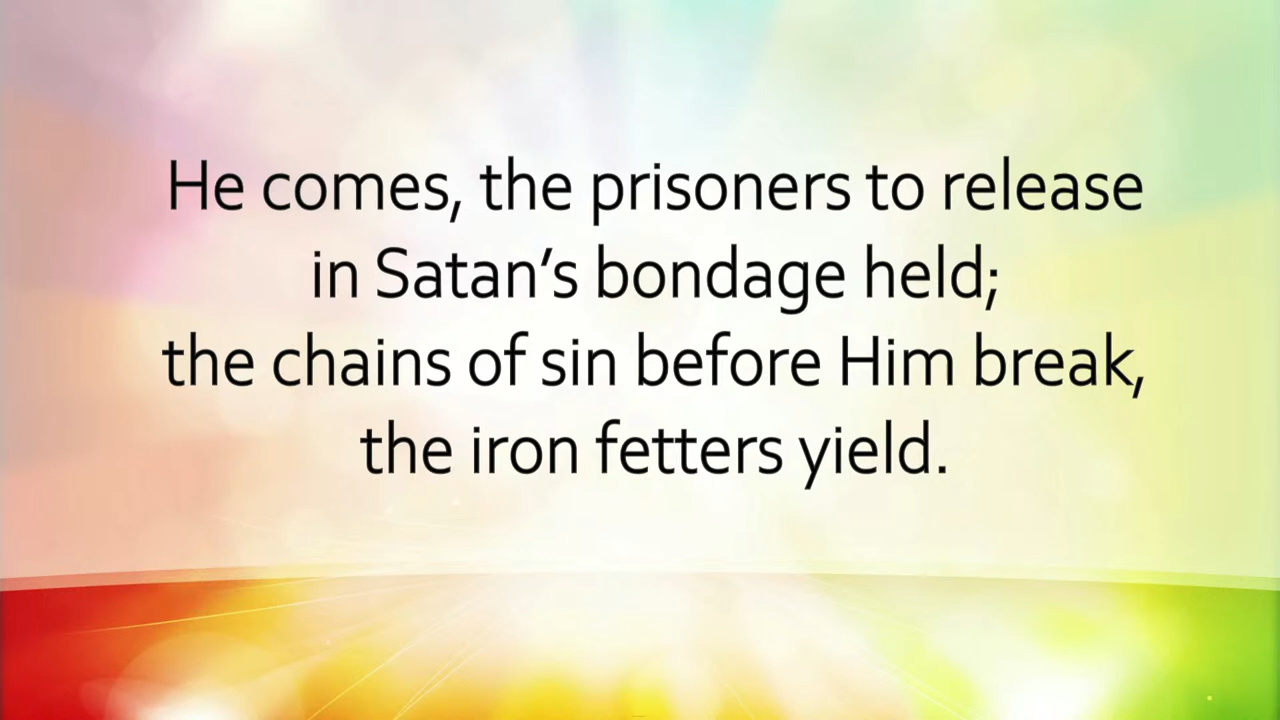 He comes, the prisoners to release
in Satan’s bondage held;
the chains of sin before Him break,
the iron fetters yield.